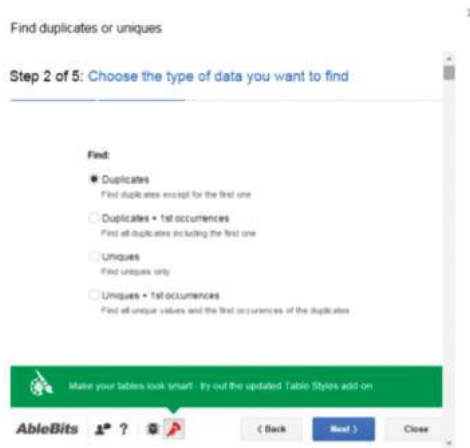 Find duplicates or uniques
Step 2 of 5: Choose the type of data you want to find
Find:
Duplicates
Find duplicates except for the first one
Duplicates + 1st occurrences
Find all duplicates including the first one
Uniques
Find uniques only
Uniques + 1st occurrences
Find all unique values and the first occurences of the duplicates
Make your tables look smart - try out the updated Table Styles add-on
AbleBits ? < Back Next > Close